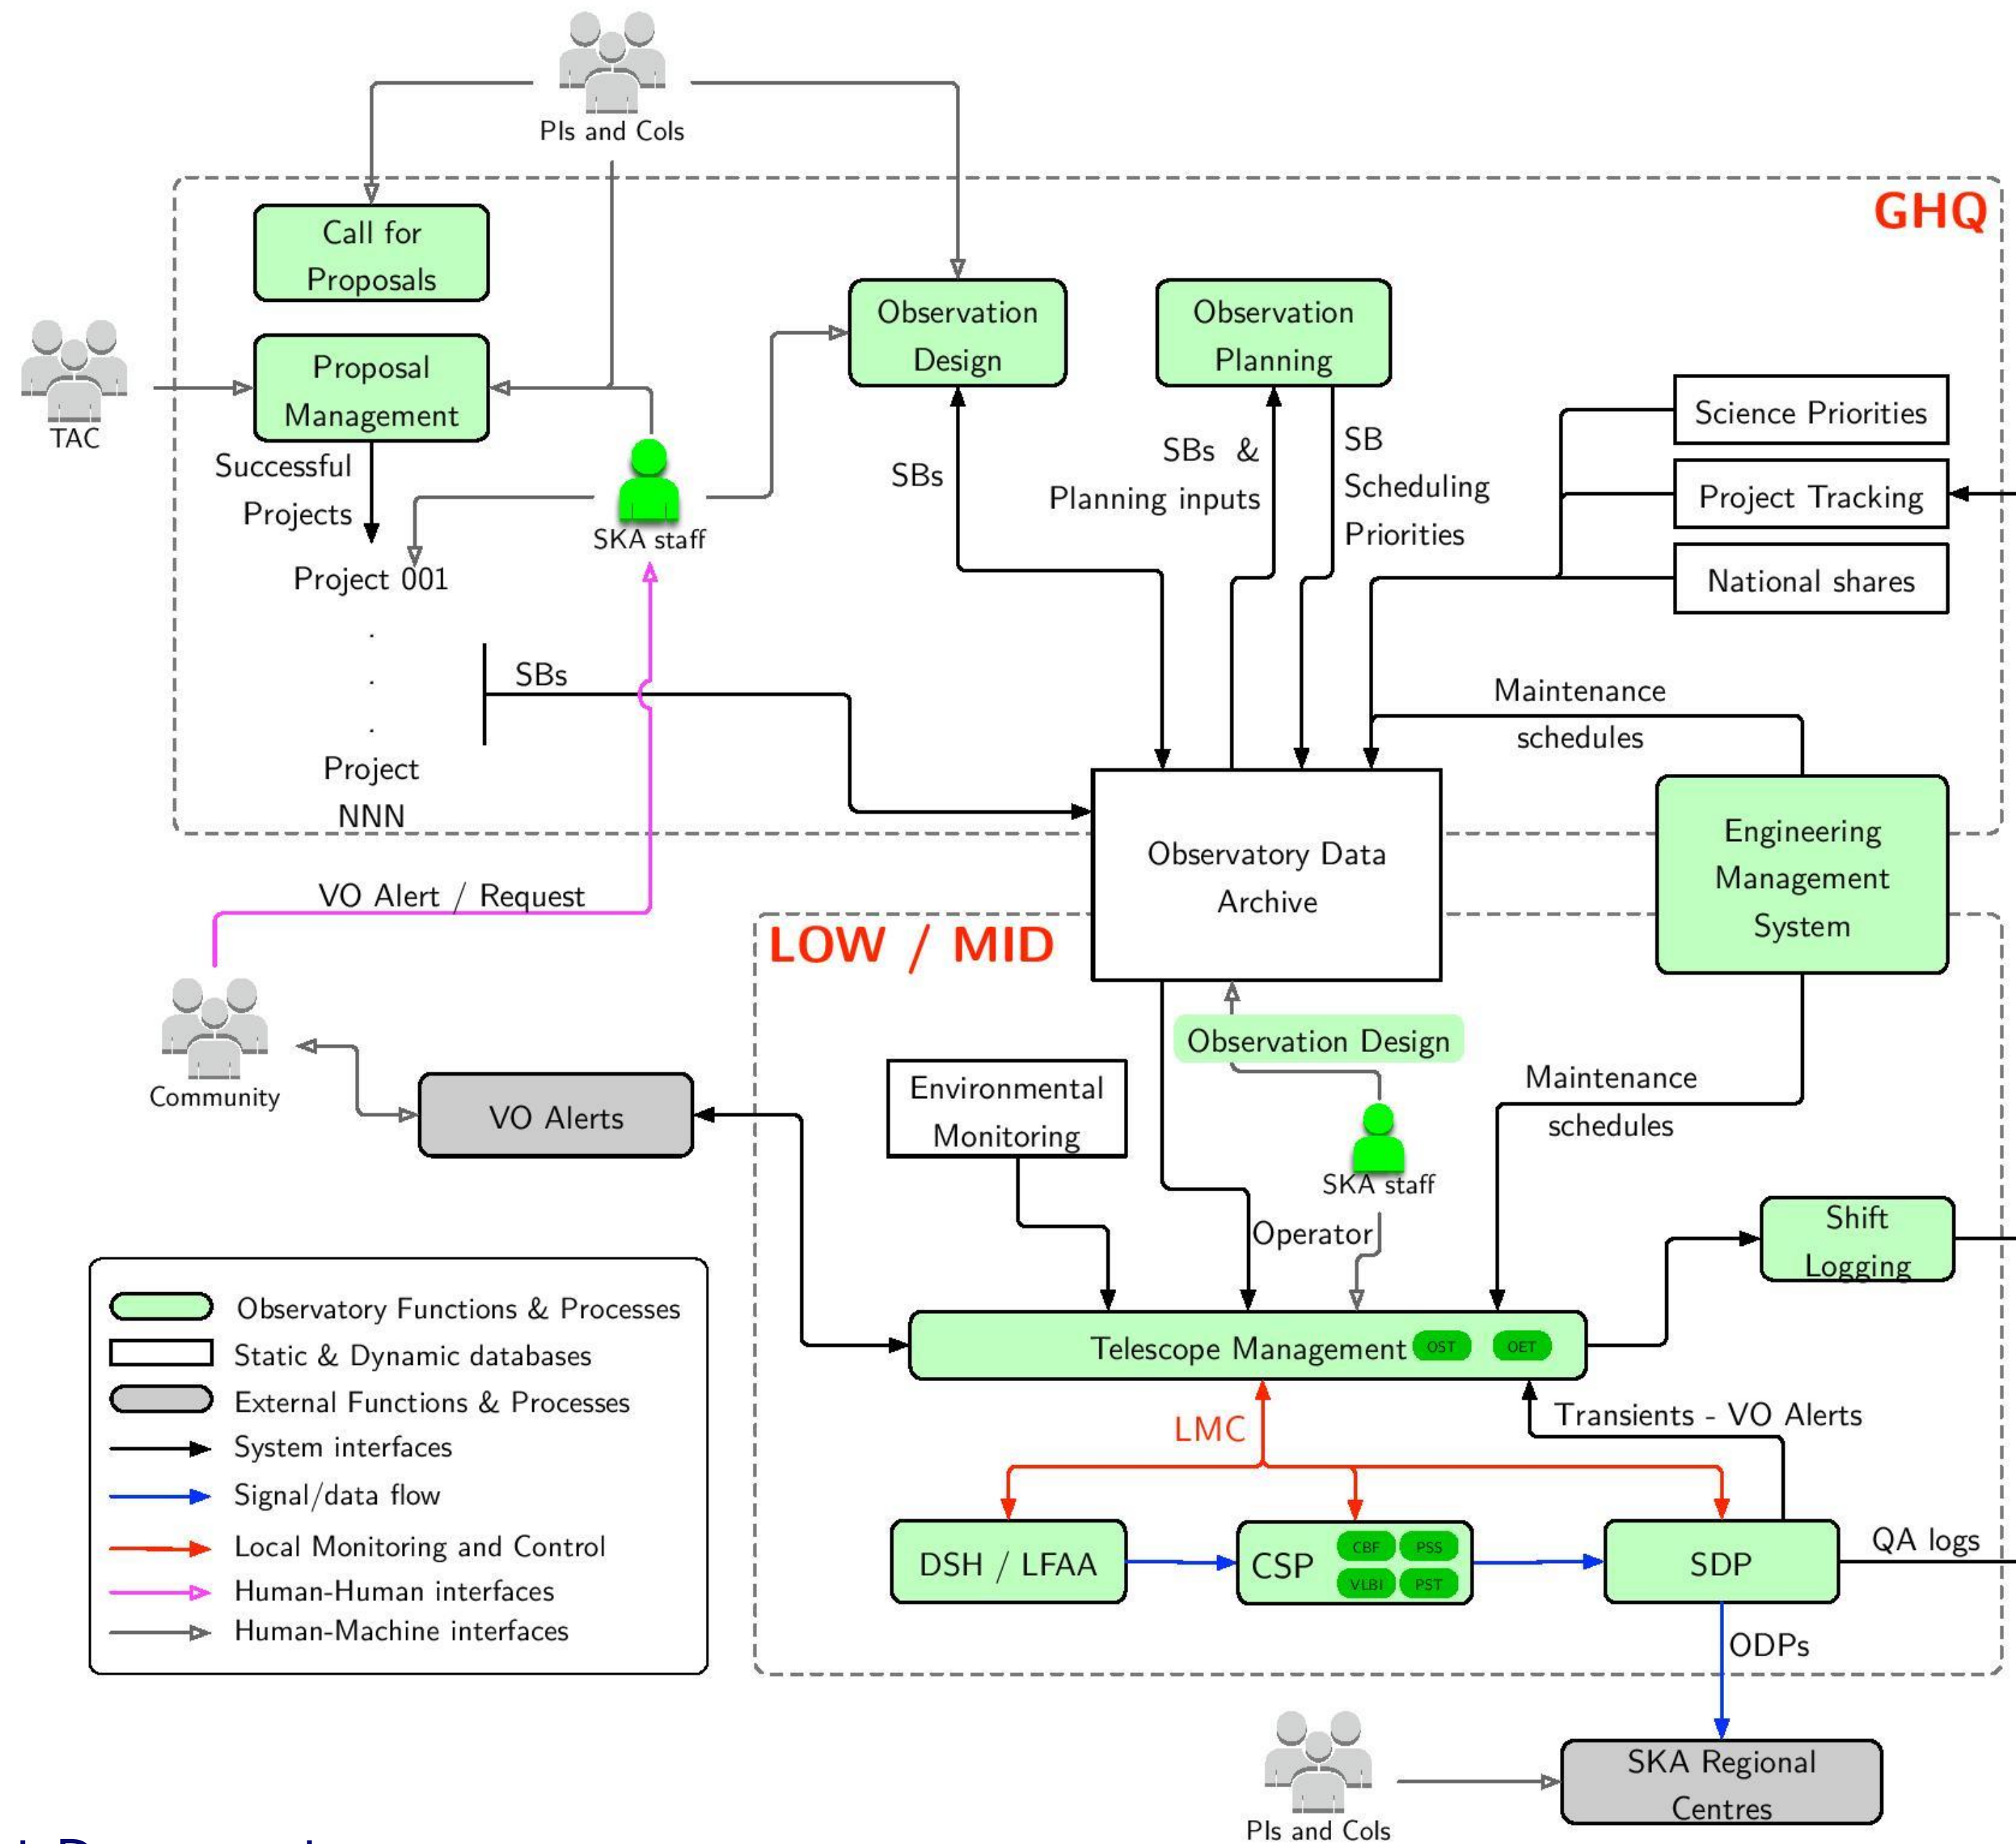 PIs and CoIs
GHQ
Call for
Proposals
Observation
Design
Observation
Planning
TAC
Proposal
Management
Science Priorities
Project Tracking
National shares
Successful
Projects
SKA staff
SBs
SBs &
Planning inputs
SB
Scheduling
Priorities
Project 001
.
.
.
Project
NNN
SBs
Maintenance
schedules
Observatory Data
Archive
Engineering
Management
System
VO Alert / Request
LOW / MID
Community
VO Alerts
Observation Design
Environmental
Monitoring
SKA staff
Operator
Maintenance
schedules
Shift
Logging
Telescope Management
OST
OET
LMC
Transients - VO Alerts
DSH / LFAA
CSP
CBF
PSS
VLBI
PST
SDP
QA logs
ODPs
Observatory Functions & Processes
Static & Dynamic databases
External Functions & Processes
System interfaces
Signal/data flow
Local Monitoring and Control
Human-Human interfaces
Human-Machine interfaces
PIs and CoIs
SKA Regional
Centres